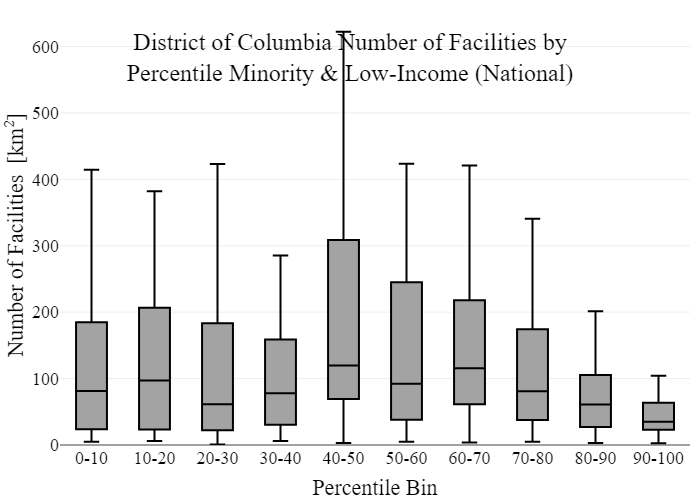 District of Columbia Number of Facilities by
Percentile Minority & Low-Income (National)
Number of Facilities [km²]
600
500
400
300
200
100
0
0-10 10-20 20-30 30-40 40-50 50-60 60-70 70-80 80-90 90-100
Percentile Bin